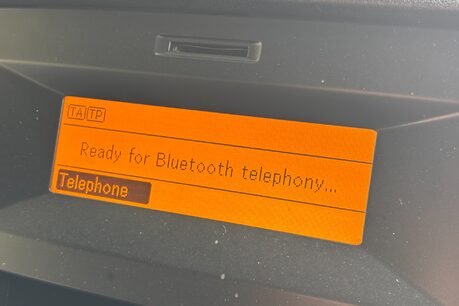 TA TP
Ready for Bluetooth telephony...
Telephone